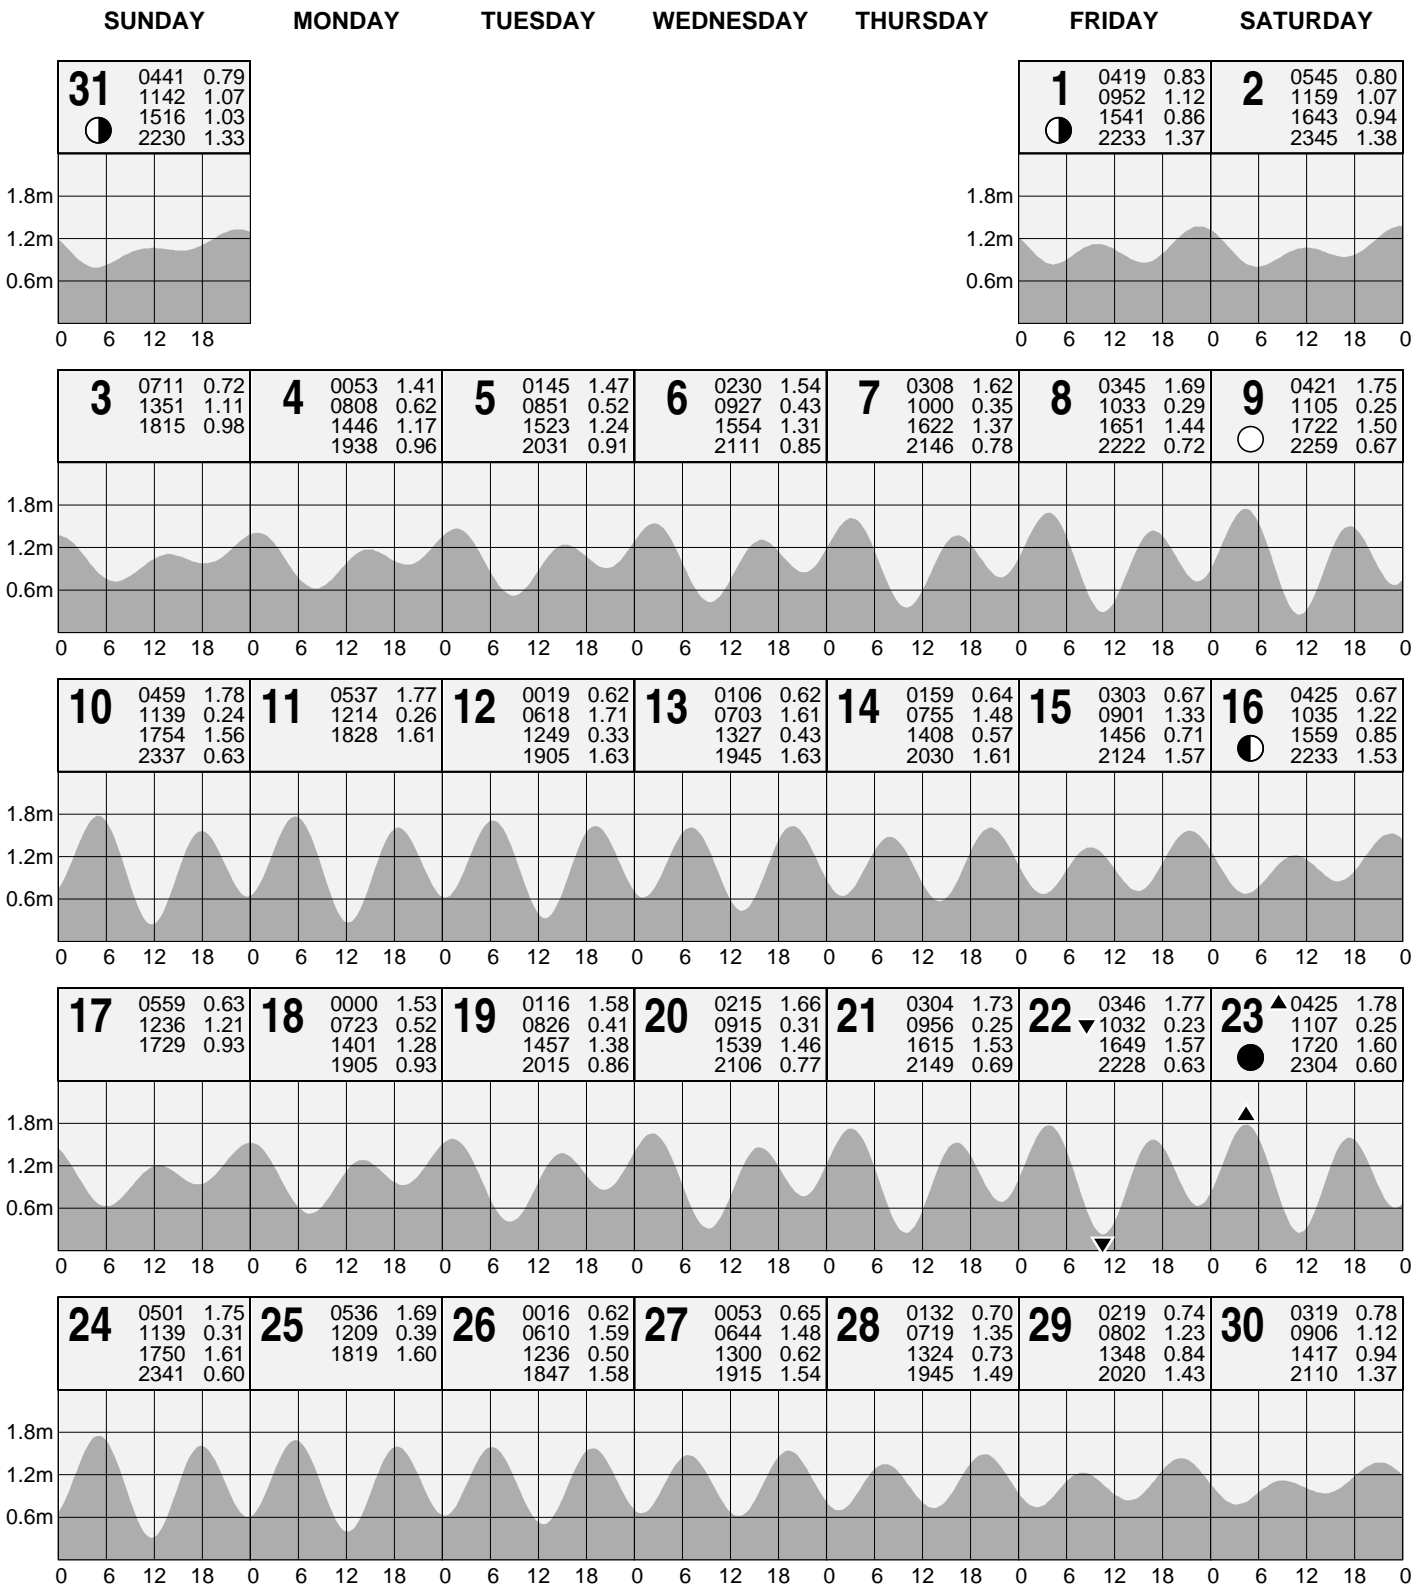 SUNDAY MONDAY TUESDAY WEDNESDAY THURSDAY FRIDAY SATURDAY
31 0441 0.79
1142 1.07
1516 1.03
2230 1.33
1 0419 0.83
0952 1.12
1541 0.86
2233 1.37
2 0545 0.80
1159 1.07
1643 0.94
2345 1.38
1.8m 1.8m
1.2m 1.2m
0.6m 0.6m
0 6 12 18 0 6 12 18 0 6 12 18 0
3 0711 0.72
1351 1.11
1815 0.98
4 0053 1.41
0808 0.62
1446 1.17
1938 0.96
5 0145 1.47
0851 0.52
1523 1.24
2031 0.91
6 0230 1.54
0927 0.43
1554 1.31
2111 0.85
7 0308 1.62
1000 0.35
1622 1.37
2146 0.78
8 0345 1.69
1033 0.29
1651 1.44
2222 0.72
9 0421 1.75
1105 0.25
1722 1.50
2259 0.67
1.8m
1.2m
0.6m
0 6 12 18 0 6 12 18 0 6 12 18 0 6 12 18 0 6 12 18 0 6 12 18 0 6 12 18 0
10 0459 1.78
1139 0.24
1754 1.56
2337 0.63
11 0537 1.77
1214 0.26
1828 1.61
12 0019 0.62
0618 1.71
1249 0.33
1905 1.63
13 0106 0.62
0703 1.61
1327 0.43
1945 1.63
14 0159 0.64
0755 1.48
1408 0.57
2030 1.61
15 0303 0.67
0901 1.33
1456 0.71
2124 1.57
16 0425 0.67
1035 1.22
1559 0.85
2233 1.53
1.8m
1.2m
0.6m
0 6 12 18 0 6 12 18 0 6 12 18 0 6 12 18 0 6 12 18 0 6 12 18 0 6 12 18 0
17 0559 0.63
1236 1.21
1729 0.93
18 0000 1.53
0723 0.52
1401 1.28
1905 0.93
19 0116 1.58
0826 0.41
1457 1.38
2015 0.86
20 0215 1.66
0915 0.31
1539 1.46
2106 0.77
21 0304 1.73
0956 0.25
1615 1.53
2149 0.69
22 0346 1.77
1032 0.23
1649 1.57
2228 0.63
23 0425 1.78
1107 0.25
1720 1.60
2304 0.60
1.8m
1.2m
0.6m
0 6 12 18 0 6 12 18 0 6 12 18 0 6 12 18 0 6 12 18 0 6 12 18 0 6 12 18 0
24 0501 1.75
1139 0.31
1750 1.61
2341 0.60
25 0536 1.69
1209 0.39
1819 1.60
26 0016 0.62
0610 1.59
1236 0.50
1847 1.58
27 0053 0.65
0644 1.48
1300 0.62
1915 1.54
28 0132 0.70
0719 1.35
1324 0.73
1945 1.49
29 0219 0.74
0802 1.23
1348 0.84
2020 1.43
30 0319 0.78
0906 1.12
1417 0.94
2110 1.37
1.8m
1.2m
0.6m
0 6 12 18 0 6 12 18 0 6 12 18 0 6 12 18 0 6 12 18 0 6 12 18 0 6 12 18 0